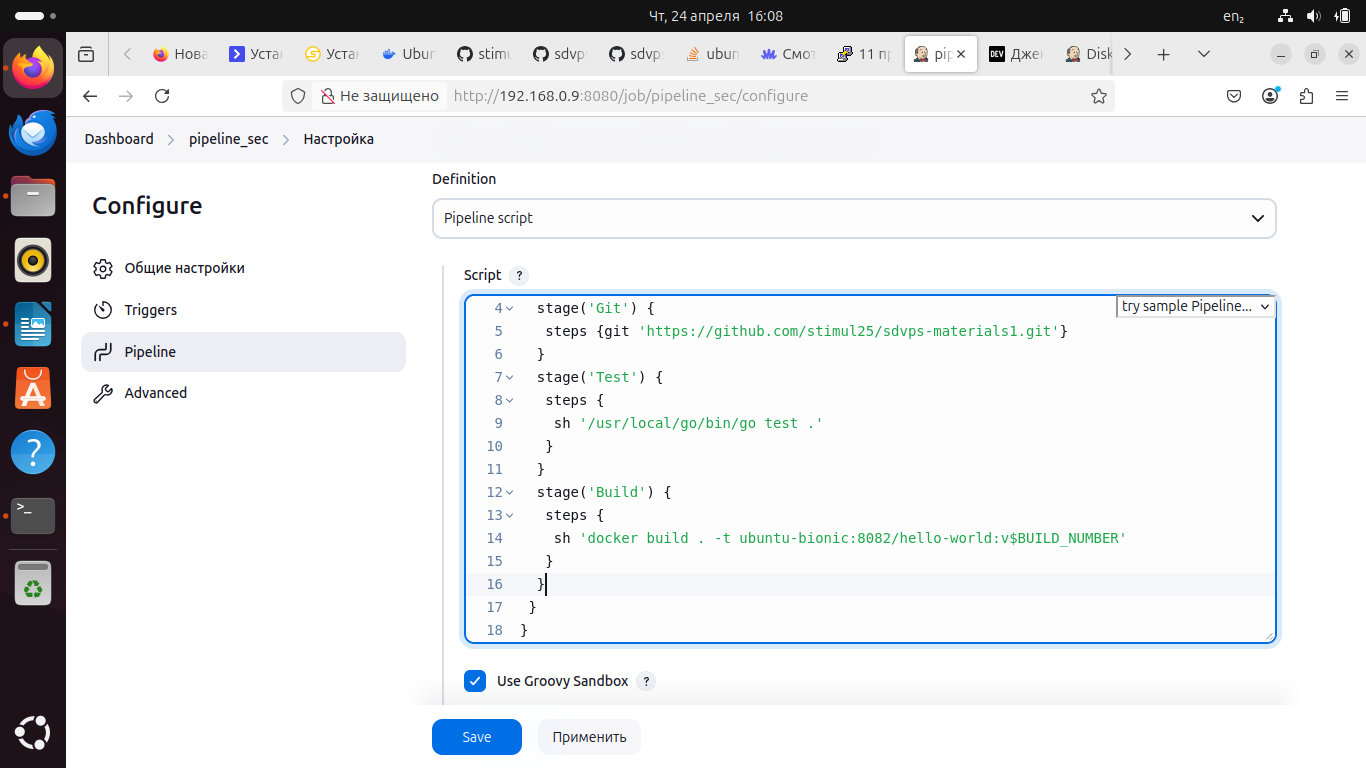 Чт, 24 апреля 16:08
en₂
Нова
Устан
Устан
Ubun
stimu
sdvp
sdvp
ubun
Смот
11 пр
pip
DEV
Джен
Disk
Не защищено
http://192.168.0.9:8080/job/pipeline_sec/configure
Dashboard
pipeline_sec
Настройка
Configure
Общие настройки
Triggers
Pipeline
Advanced
Definition
Pipeline script
Script ?
try sample Pipeline...
4 stage('Git') {
5 steps {git 'https://github.com/stimul25/sdvps-materials1.git'}
6 }
7 stage('Test') {
8 steps {
9 sh '/usr/local/go/bin/go test .'
10 }
11 }
12 stage('Build') {
13 steps {
14 sh 'docker build . -t ubuntu-bionic:8082/hello-world:v$BUILD_NUMBER'
15 }
16 }
17 }
18 }
Use Groovy Sandbox ?
Save
Применить